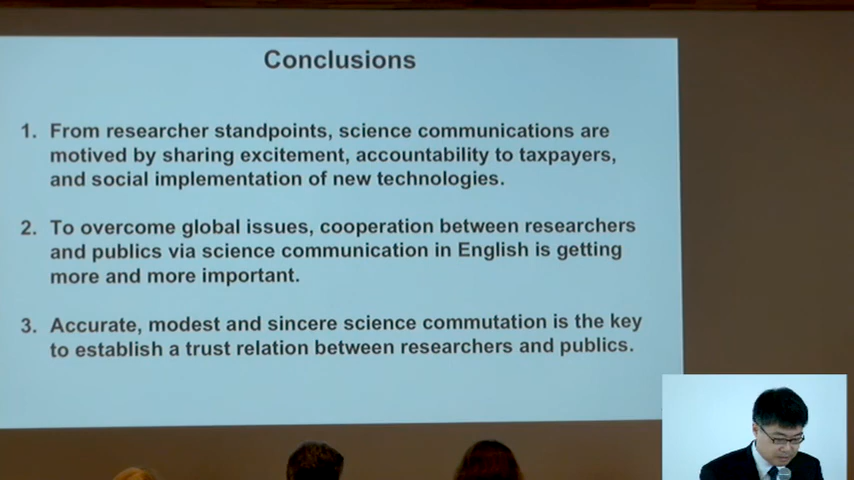 Conclusions
1. From researcher standpoints, science communications are
motived by sharing excitement, accountability to taxpayers,
and social implementation of new technologies.
2. To overcome global issues, cooperation between researchers
and publics via science communication in English is getting
more and more important.
3. Accurate, modest and sincere science commutation is the key
to establish a trust relation between researchers and publics.